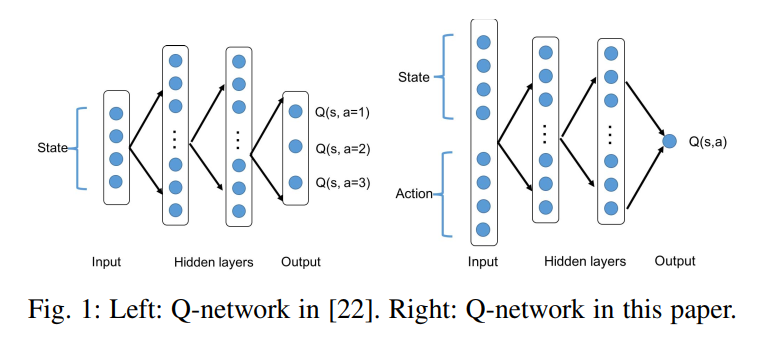 State
Q(s, a=1)
Q(s, a=2)
Q(s, a=3)
Input
Hidden layers
Output
State
Action
Q(s,a)
Input
Hidden layers
Output
Fig. 1: Left: Q-network in [22]. Right: Q-network in this paper.